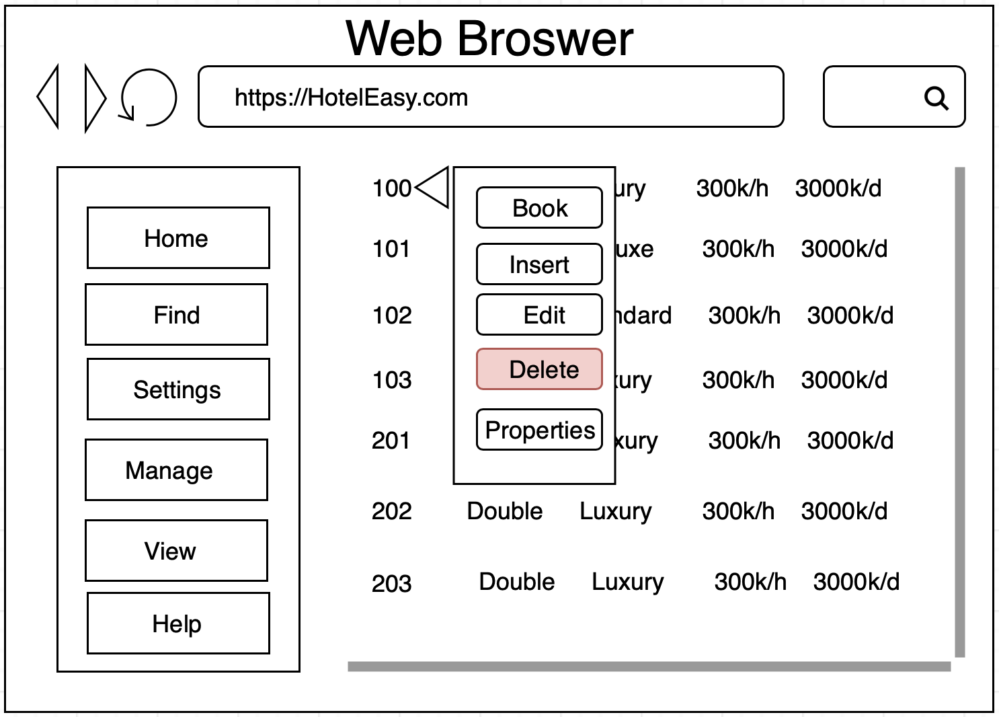 Web Broswer
https://HotelEasy.com
Home
Find
Settings
Manage
View
Help
100 ury 300k/h 3000k/d
101 uxe 300k/h 3000k/d
102 ndard 300k/h 3000k/d
103 xury 300k/h 3000k/d
201 xury 300k/h 3000k/d
202 Double Luxury 300k/h 3000k/d
203 Double Luxury 300k/h 3000k/d
Book
Insert
Edit
Delete
Properties